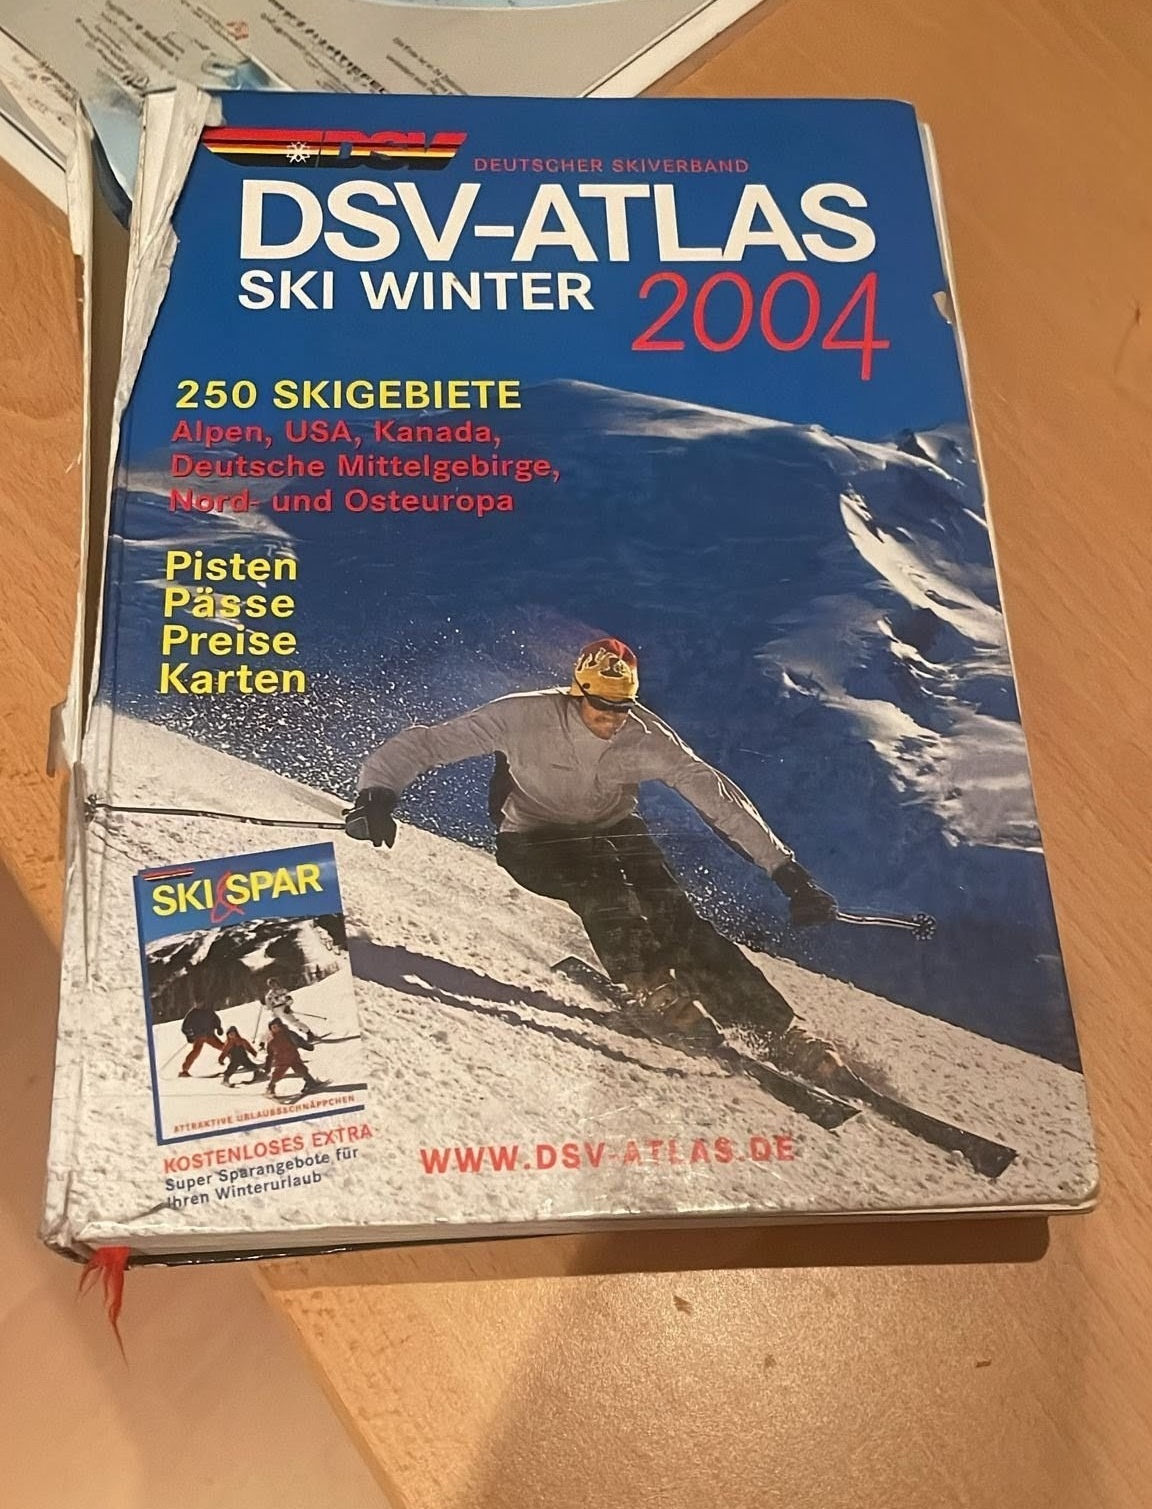 DSV
DEUTSCHER SKIVERBAND
DSV-ATLAS
SKI WINTER 2004
250 SKIGEBIETE
Alpen, USA, Kanada,
Deutsche Mittelgebirge,
Nord- und Osteuropa
Pisten
Pässe
Preise
Karten
SKI & SPAR
ATTRAKTIVE URLAUBSSCHNÄPPCHEN
KOSTENLOSES EXTRA
Super Sparangebote für
Ihren Winterurlaub
WWW.DSV-ATLAS.DE